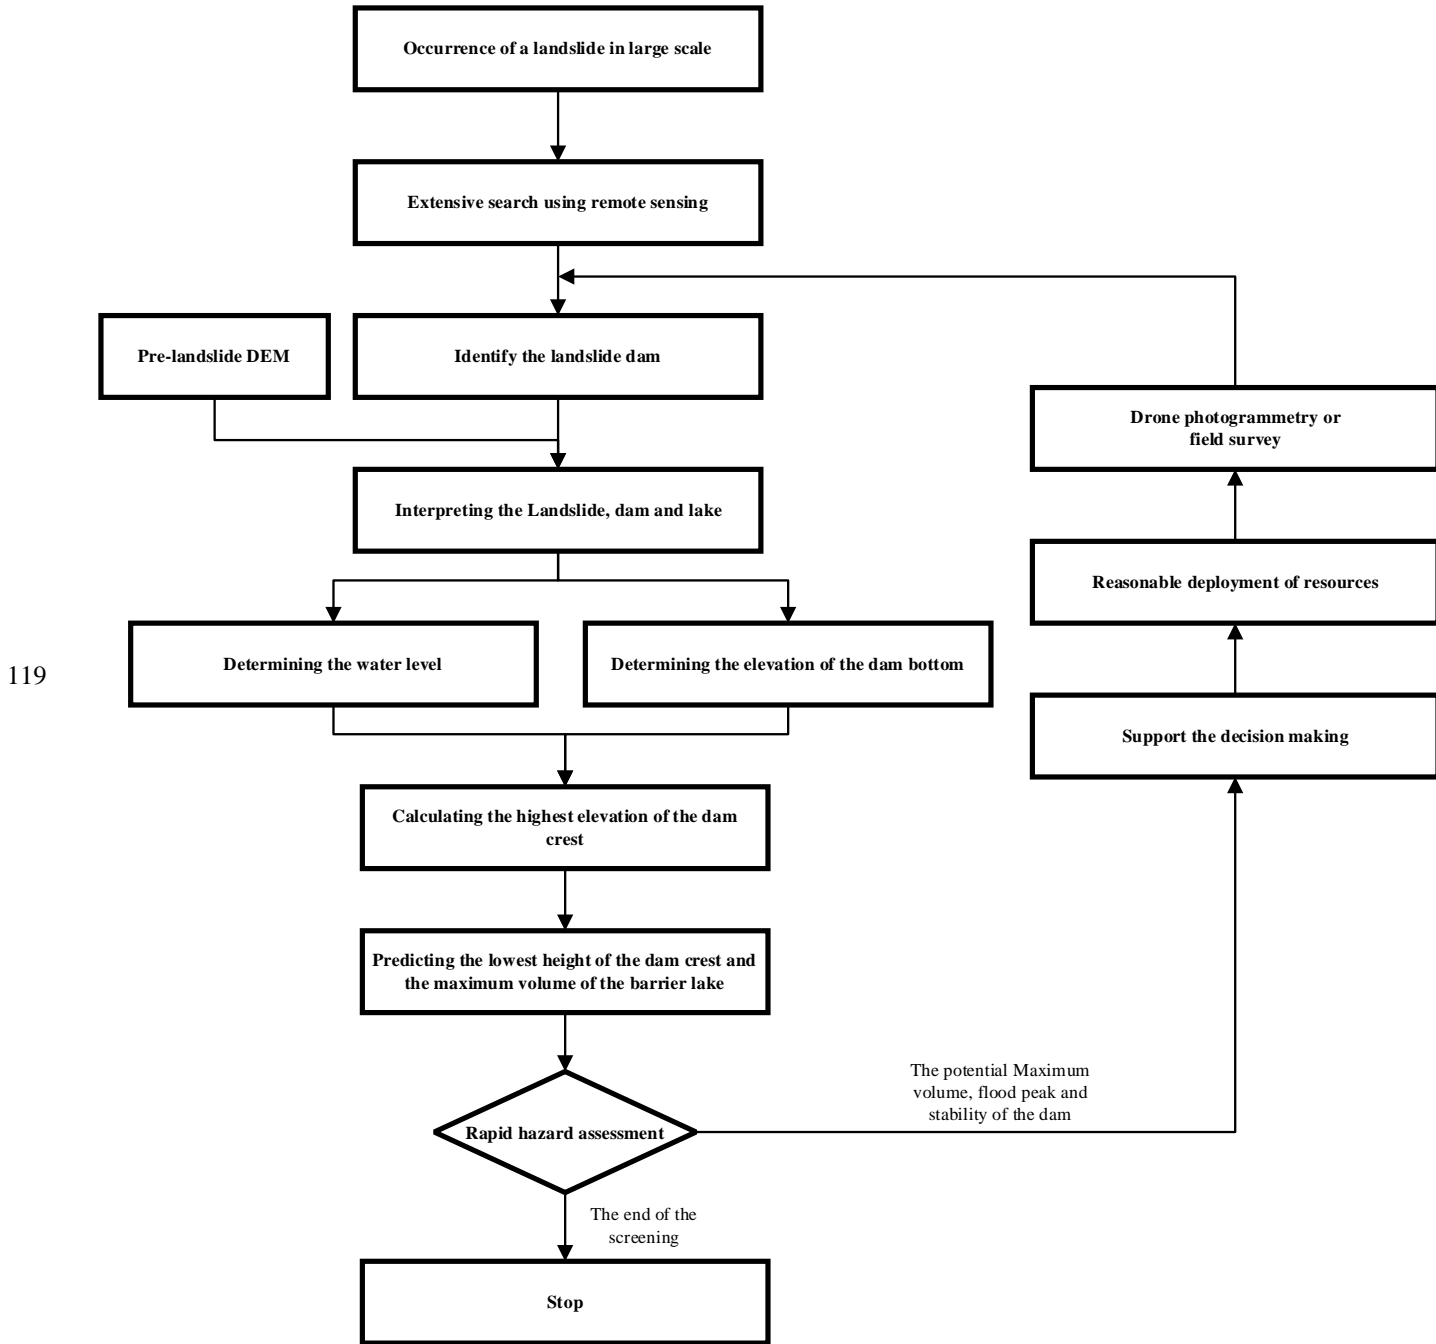 Occurrence of a landslide in large scale
Extensive search using remote sensing
Pre-landslide DEM
Identify the landslide dam
Drone photogrammetry or
field survey
Interpreting the Landslide, dam and lake
Reasonable deployment of resources
119
Determining the water level
Determining the elevation of the dam bottom
Support the decision making
Calculating the highest elevation of the dam
crest
Predicting the lowest height of the dam crest and
the maximum volume of the barrier lake
The potential Maximum
volume, flood peak and
stability of the dam
Rapid hazard assessment
The end of the
screening
Stop